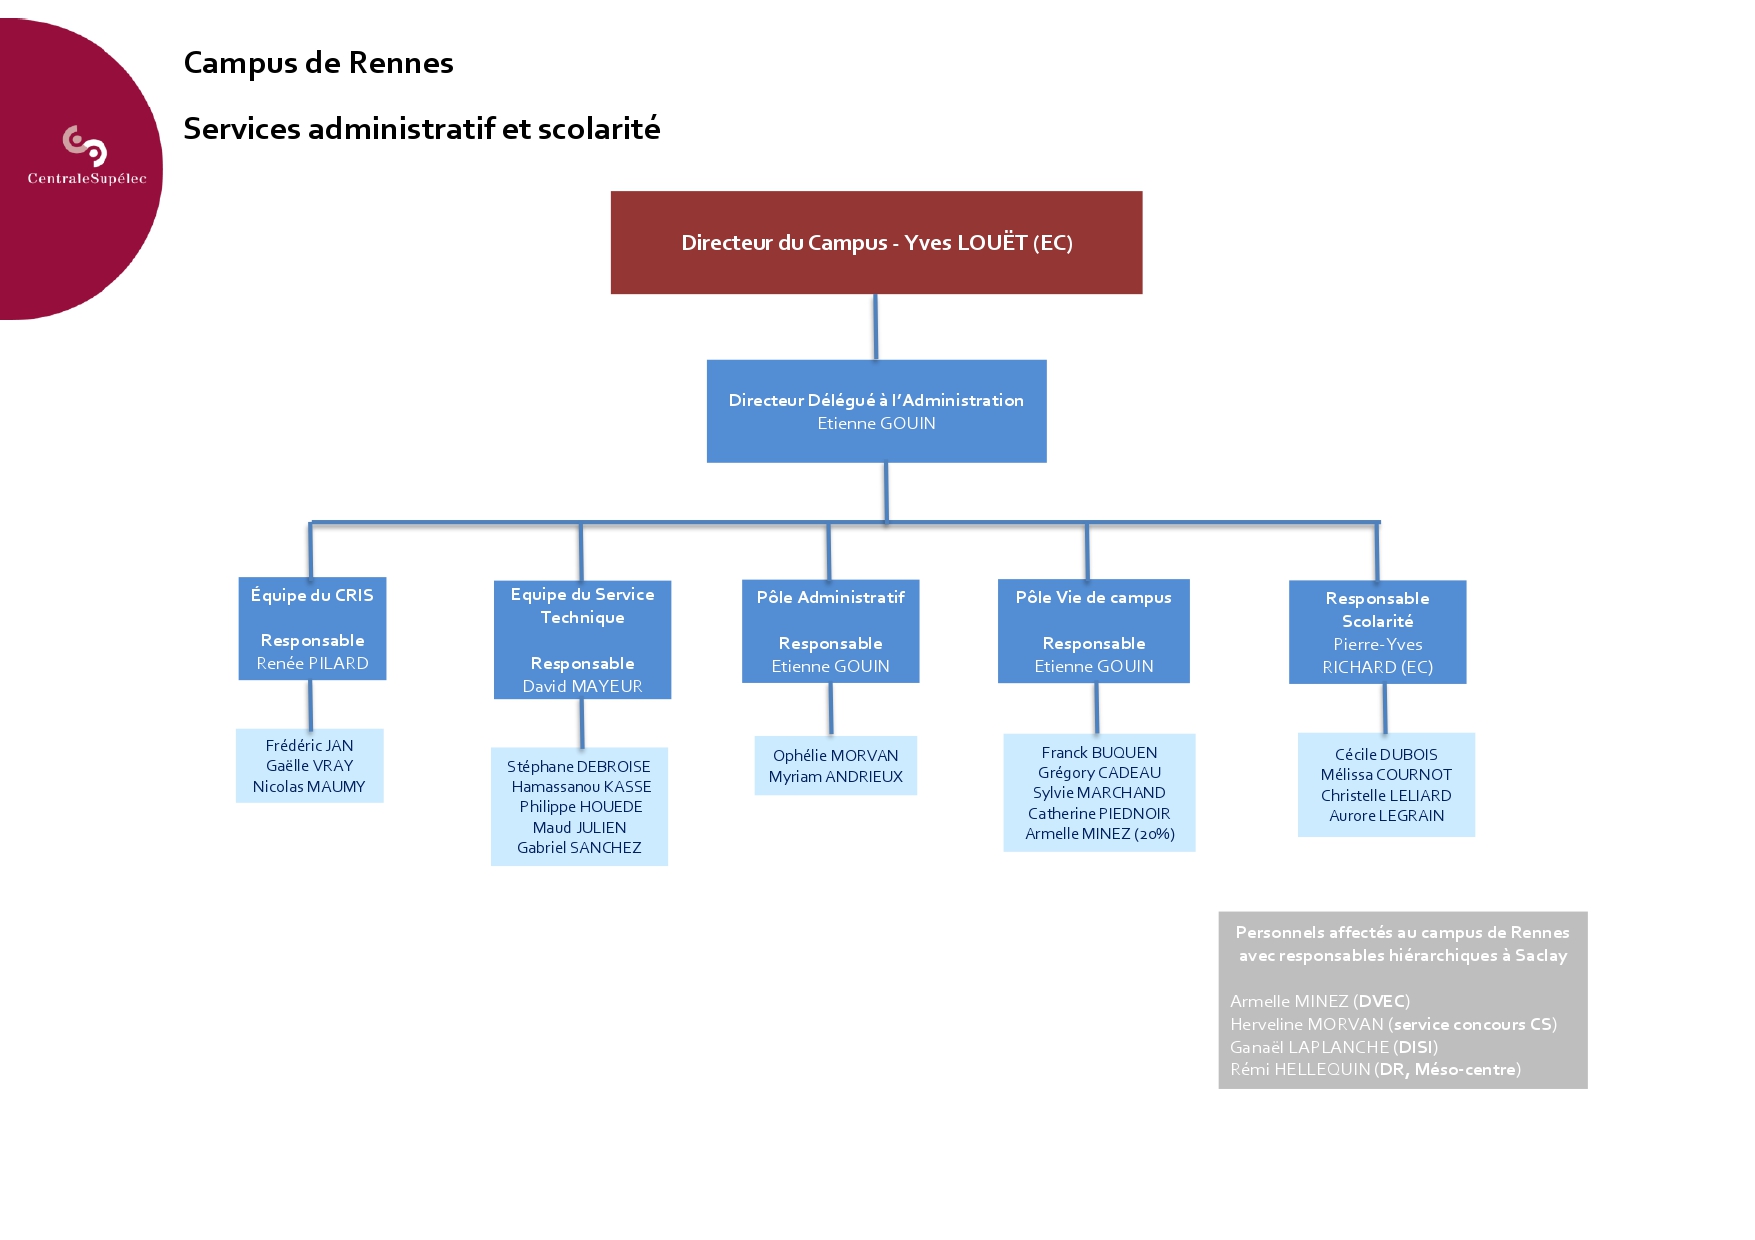 Campus de Rennes
Services administratif et scolarité
CentraleSupélec
Directeur du Campus - Yves LOUËT (EC)
Directeur Délégué à l’Administration
Etienne GOUIN
Équipe du CRIS
Responsable
Renée PILARD
Equipe du Service
Technique
Responsable
David MAYEUR
Pôle Administratif
Responsable
Etienne GOUIN
Pôle Vie de campus
Responsable
Etienne GOUIN
Responsable
Scolarité
Pierre-Yves
RICHARD (EC)
Frédéric JAN
Gaëlle VRAY
Nicolas MAUMY
Stéphane DEBROISE
Hamassanou KASSE
Philippe HOUEDE
Maud JULIEN
Gabriel SANCHEZ
Ophélie MORVAN
Myriam ANDRIEUX
Franck BUQUEN
Grégory CADEAU
Sylvie MARCHAND
Catherine PIEDNOIR
Armelle MINEZ (20%)
Cécile DUBOIS
Mélissa COURNOT
Christelle LELIARD
Aurore LEGRAIN
Personnels affectés au campus de Rennes
avec responsables hiérarchiques à Saclay
Armelle MINEZ (DVEC)
Herveline MORVAN (service concours CS)
Ganaël LAPLANCHE (DISI)
Rémi HELLEQUIN (DR, Méso-centre)